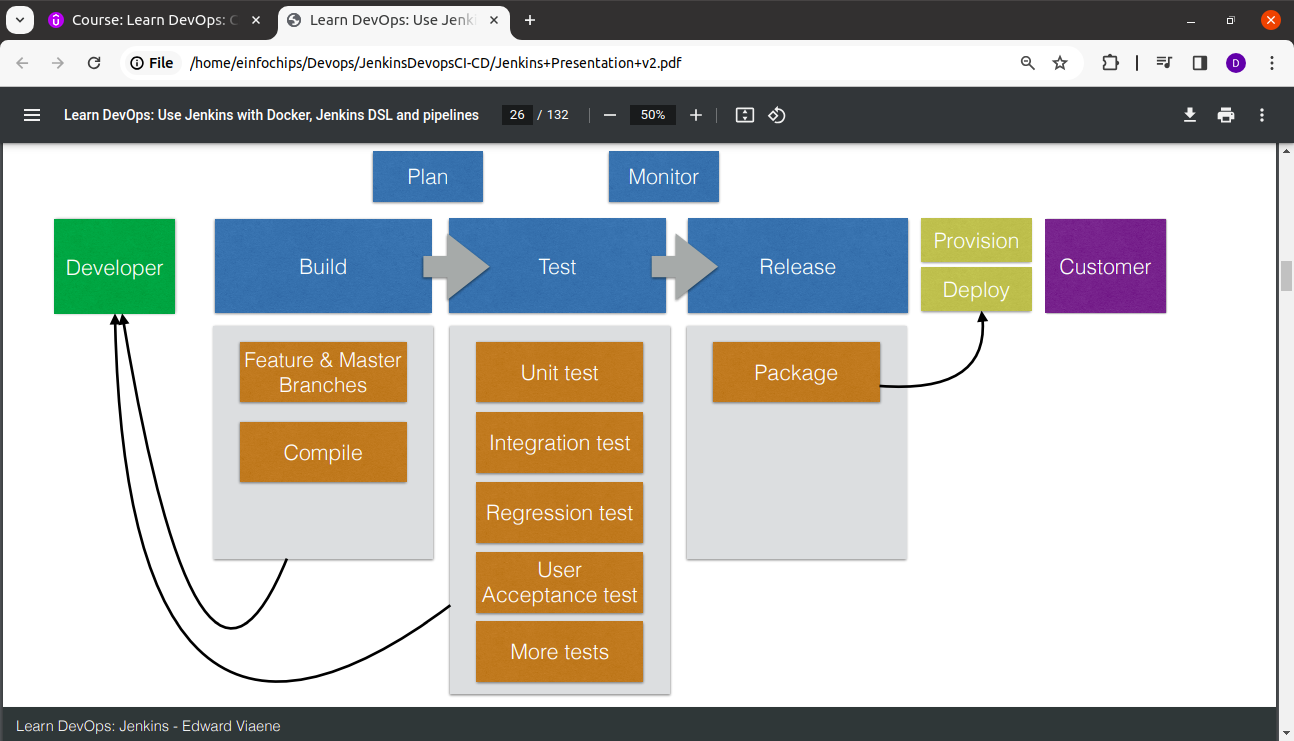 Course: Learn DevOps: C
Learn DevOps: Use Jenki
File
/home/einfochips/Devops/JenkinsDevopsCI-CD/Jenkins+Presentation+v2.pdf
D
Learn DevOps: Use Jenkins with Docker, Jenkins DSL and pipelines
26 / 132
50%
Plan
Monitor
Developer
Build
Test
Release
Provision
Deploy
Customer
Feature & Master
Branches
Compile
Unit test
Integration test
Regression test
User
Acceptance test
More tests
Package
Learn DevOps: Jenkins - Edward Viaene